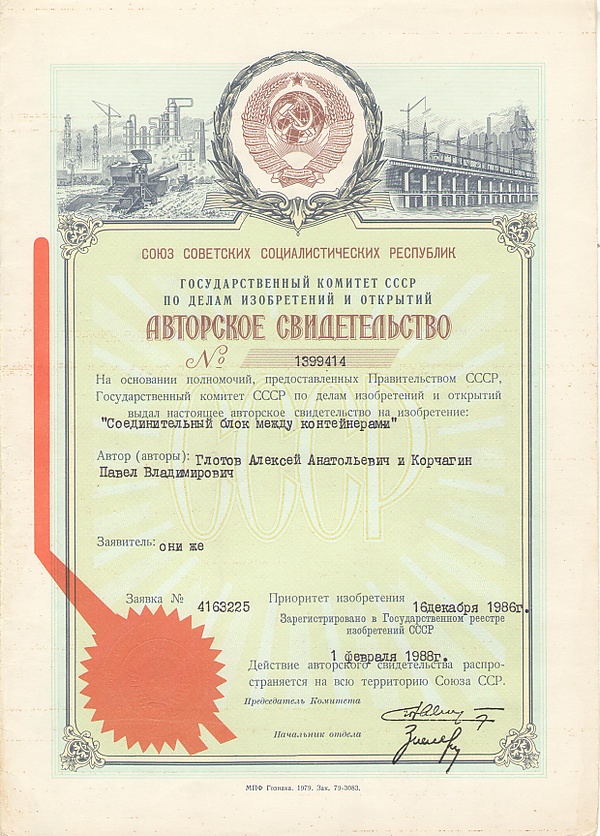 СОЮЗ СОВЕТСКИХ СОЦИАЛИСТИЧЕСКИХ РЕСПУБЛИК
ГОСУДАРСТВЕННЫЙ КОМИТЕТ СССР
ПО ДЕЛАМ ИЗОБРЕТЕНИЙ И ОТКРЫТИЙ
АВТОРСКОЕ СВИДЕТЕЛЬСТВО
№ 1399414
На основании полномочий, предоставленных Правительством СССР,
Государственный комитет СССР по делам изобретений и открытий
выдал настоящее авторское свидетельство на изобретение:
"Соединительный блок между контейнерами"
Автор (авторы): Глотов Алексей Анатольевич и Корчагин
Павел Владимирович
СССР
Заявитель: они же
Заявка № 4163225 Приоритет изобретения 16декабря 1986г.
Зарегистрировано в Государственном реестре
изобретений СССР
1 февраля 1988г.
Действие авторского свидетельства распро-
страняется на всю территорию Союза ССР.
Председатель Комитета
Начальник отдела
МПФ Гознака. 1979. Зак. 79-3083.